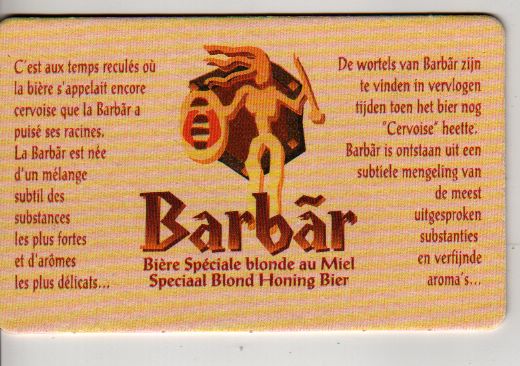 C'est aux temps reculés où
la bière s'appelait encore
cervoise que la Barbãr a
puisé ses racines.
La Barbãr est née
d'un mélange
subtil des
substances
les plus fortes
et d'arômes
les plus délicats...
De wortels van Barbãr zijn
te vinden in vervlogen
tijden toen het bier nog
"Cervoise" heette.
Barbãr is ontstaan uit een
subtiele mengeling van
de meest
uitgesproken
substanties
en verfijnde
aroma's...
Barbãr
Bière Spéciale blonde au Miel
Speciaal Blond Honing Bier